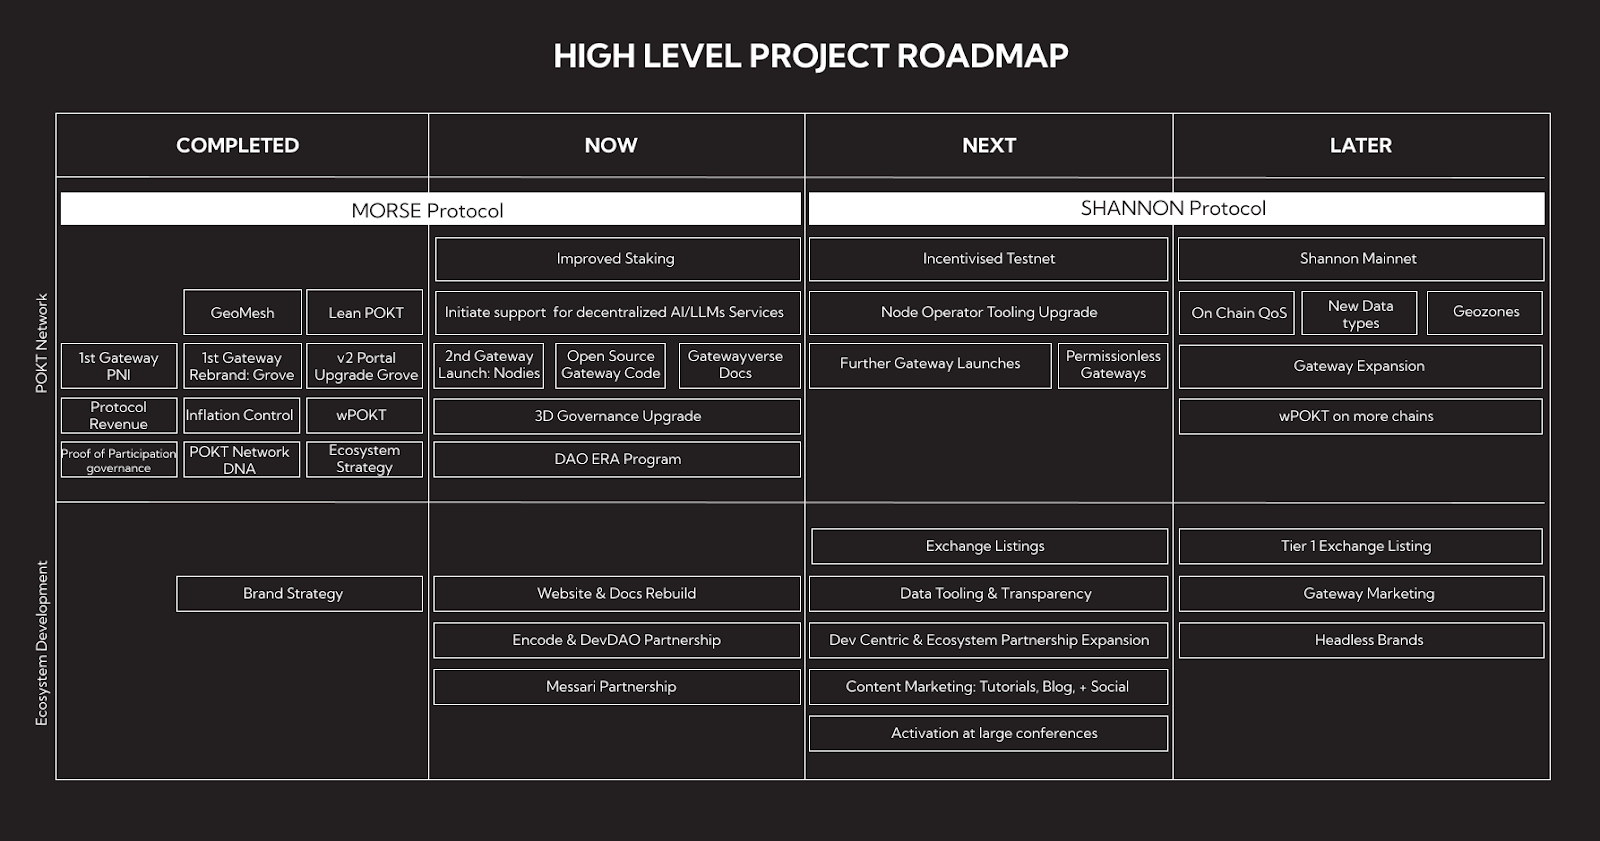 HIGH LEVEL PROJECT ROADMAP
COMPLETED
NOW
NEXT
LATER
MORSE Protocol
SHANNON Protocol
POKT Network
Improved Staking
Incentivised Testnet
Shannon Mainnet
GeoMesh
Lean POKT
Initiate support for decentralized AI/LLMs Services
Node Operator Tooling Upgrade
On Chain QoS
New Data
types
Geozones
1st Gateway
PNI
1st Gateway
Rebrand: Grove
v2 Portal
Upgrade Grove
2nd Gateway
Launch: Nodies
Open Source
Gateway Code
Gatewayverse
Docs
Further Gateway Launches
Permissionless
Gateways
Gateway Expansion
Protocol
Revenue
Inflation Control
wPOKT
3D Governance Upgrade
wPOKT on more chains
Proof of Participation
governance
POKT Network
DNA
Ecosystem
Strategy
DAO ERA Program
Ecosystem Development
Exchange Listings
Tier 1 Exchange Listing
Brand Strategy
Website & Docs Rebuild
Data Tooling & Transparency
Gateway Marketing
Encode & DevDAO Partnership
Dev Centric & Ecosystem Partnership Expansion
Headless Brands
Messari Partnership
Content Marketing: Tutorials, Blog, + Social
Activation at large conferences